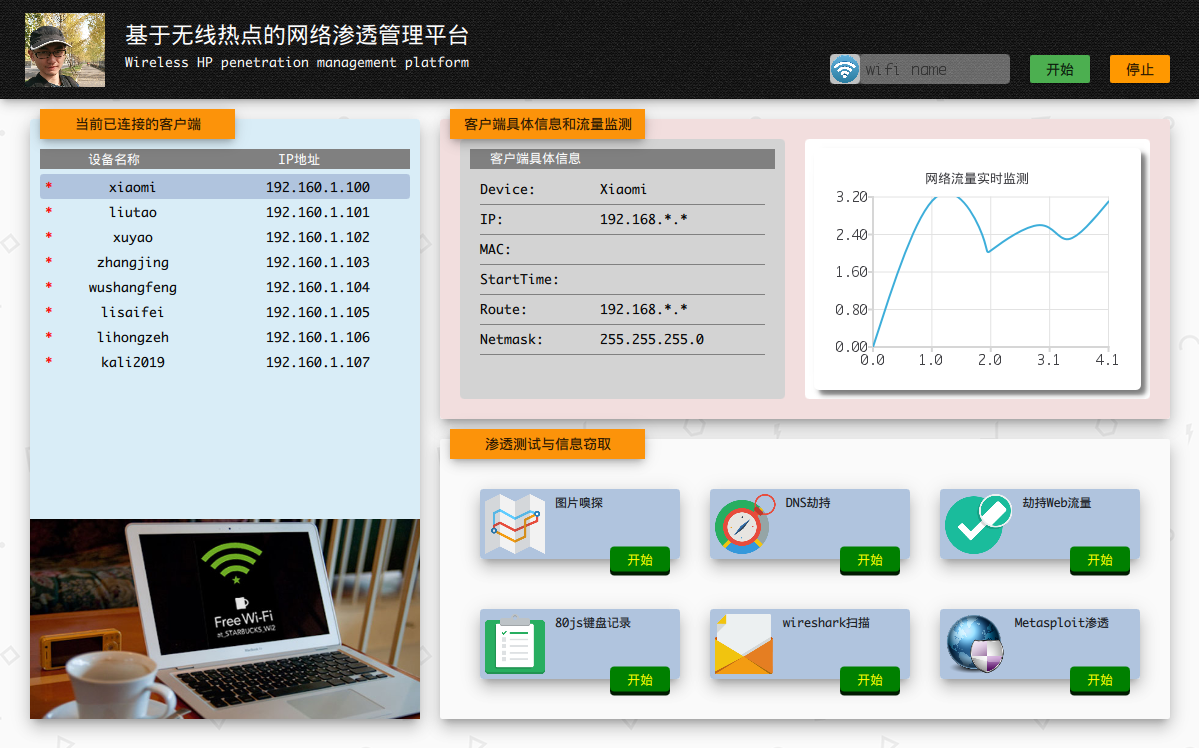 基于无线热点的网络渗透管理平台
Wireless HP penetration management platform
wifi name
开始
停止
当前已连接的客户端
设备名称 IP地址
* xiaomi 192.160.1.100
* liutao 192.160.1.101
* xuyao 192.160.1.102
* zhangjing 192.160.1.103
* wushangfeng 192.160.1.104
* lisaifei 192.160.1.105
* lihongzeh 192.160.1.106
* kali2019 192.160.1.107
Free Wi-Fi
at_STARBUCKS_Wi2
客户端具体信息和流量监测
客户端具体信息
Device: Xiaomi
IP: 192.168.*.*
MAC:
StartTime:
Route: 192.168.*.*
Netmask: 255.255.255.0
网络流量实时监测
3.20
2.40
1.60
0.80
0.00
0.0 1.0 2.0 3.1 4.1
渗透测试与信息窃取
图片嗅探
开始
DNS劫持
开始
劫持Web流量
开始
80js键盘记录
开始
wireshark扫描
开始
Metasploit渗透
开始